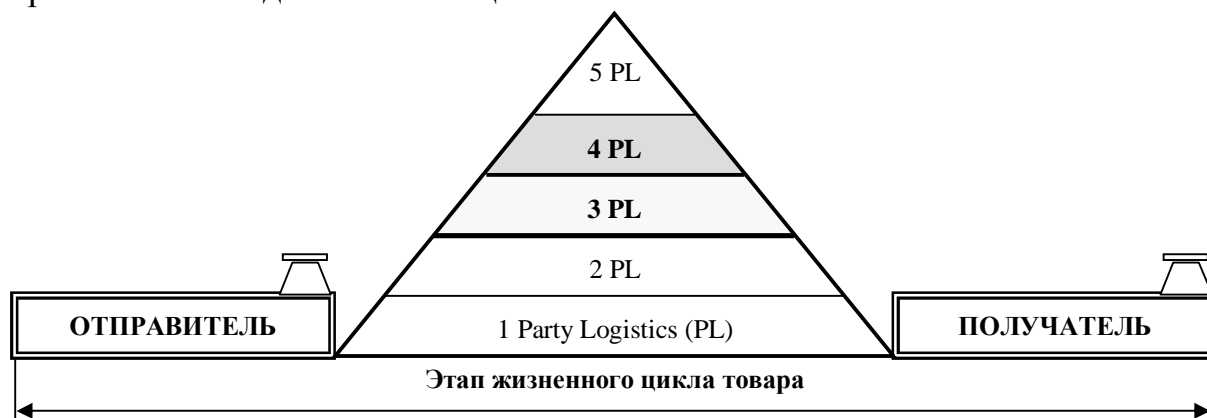 5 PL
4 PL
3 PL
2 PL
ОТПРАВИТЕЛЬ
1 Party Logistics (PL)
ПОЛУЧАТЕЛЬ
Этап жизненного цикла товара